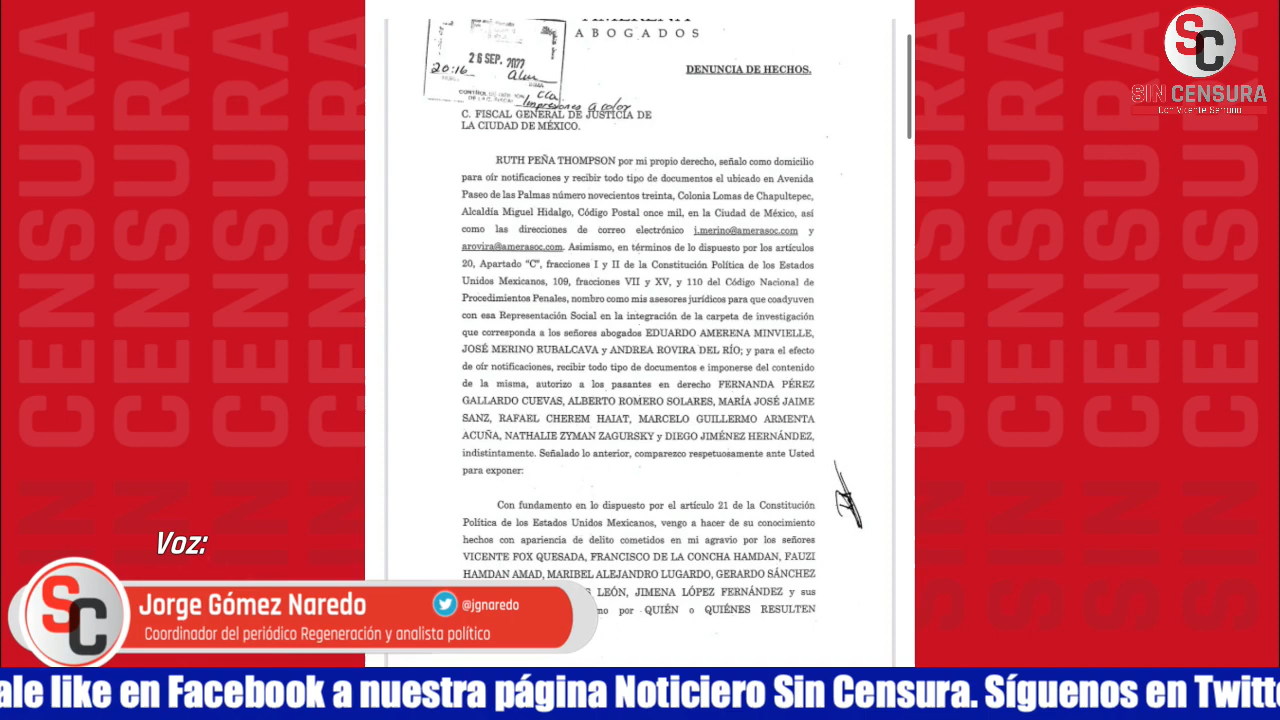 AMERENA
ABOGADOS
26 SEP. 2022
20:16
Impresiones a color
DENUNCIA DE HECHOS.
C. FISCAL GENERAL DE JUSTICIA DE
LA CIUDAD DE MÉXICO.
RUTH PEÑA THOMPSON por mi propio derecho, señalo como domicilio
para oír notificaciones y recibir todo tipo de documentos el ubicado en Avenida
Paseo de las Palmas número novecientos treinta, Colonia Lomas de Chapultepec,
Alcaldía Miguel Hidalgo, Código Postal once mil, en la Ciudad de México, así
como las direcciones de correo electrónico j.merino@amerasoc.com y
arovira@amerasoc.com. Asimismo, en términos de lo dispuesto por los artículos
20, Apartado "C", fracciones I y II de la Constitución Política de los Estados
Unidos Mexicanos, 109, fracciones VII y XV, y 110 del Código Nacional de
Procedimientos Penales, nombro como mis asesores jurídicos para que coadyuven
con esa Representación Social en la integración de la carpeta de investigación
que corresponda a los señores abogados EDUARDO AMERENA MINVIELLE,
JOSÉ MERINO RUBALCAVA y ANDREA ROVIRA DEL RÍO; y para el efecto
de oír notificaciones, recibir todo tipo de documentos e imponerse del contenido
de la misma, autorizo a los pasantes en derecho FERNANDA PÉREZ
GALLARDO CUEVAS, ALBERTO ROMERO SOLARES, MARÍA JOSÉ JAIME
SANZ, RAFAEL CHEREM HAIAT, MARCELO GUILLERMO ARMENTA
ACUÑA, NATHALIE ZYMAN ZAGURSKY y DIEGO JIMÉNEZ HERNÁNDEZ,
indistintamente. Señalado lo anterior, comparezco respetuosamente ante Usted
para exponer:
Con fundamento en lo dispuesto por el artículo 21 de la Constitución
Política de los Estados Unidos Mexicanos, vengo a hacer de su conocimiento
hechos con apariencia de delito cometidos en mi agravio por los señores
VICENTE FOX QUESADA, FRANCISCO DE LA CONCHA HAMDAN, FAUZI
HAMDAN AMAD, MARIBEL ALEJANDRO LUGARDO, GERARDO SÁNCHEZ
LEÓN, JIMENA LÓPEZ FERNÁNDEZ y sus
por QUIÉN o QUIÉNES RESULTEN
SC
SIN CENSURA
Con Vicente Serrano
SIN CENSURA
SIN CENSURA
Voz:
SC
Jorge Gómez Naredo
@jgnaredo
Coordinador del periódico Regeneración y analista político
ale like en Facebook a nuestra página Noticiero Sin Censura. Síguenos en Twitt